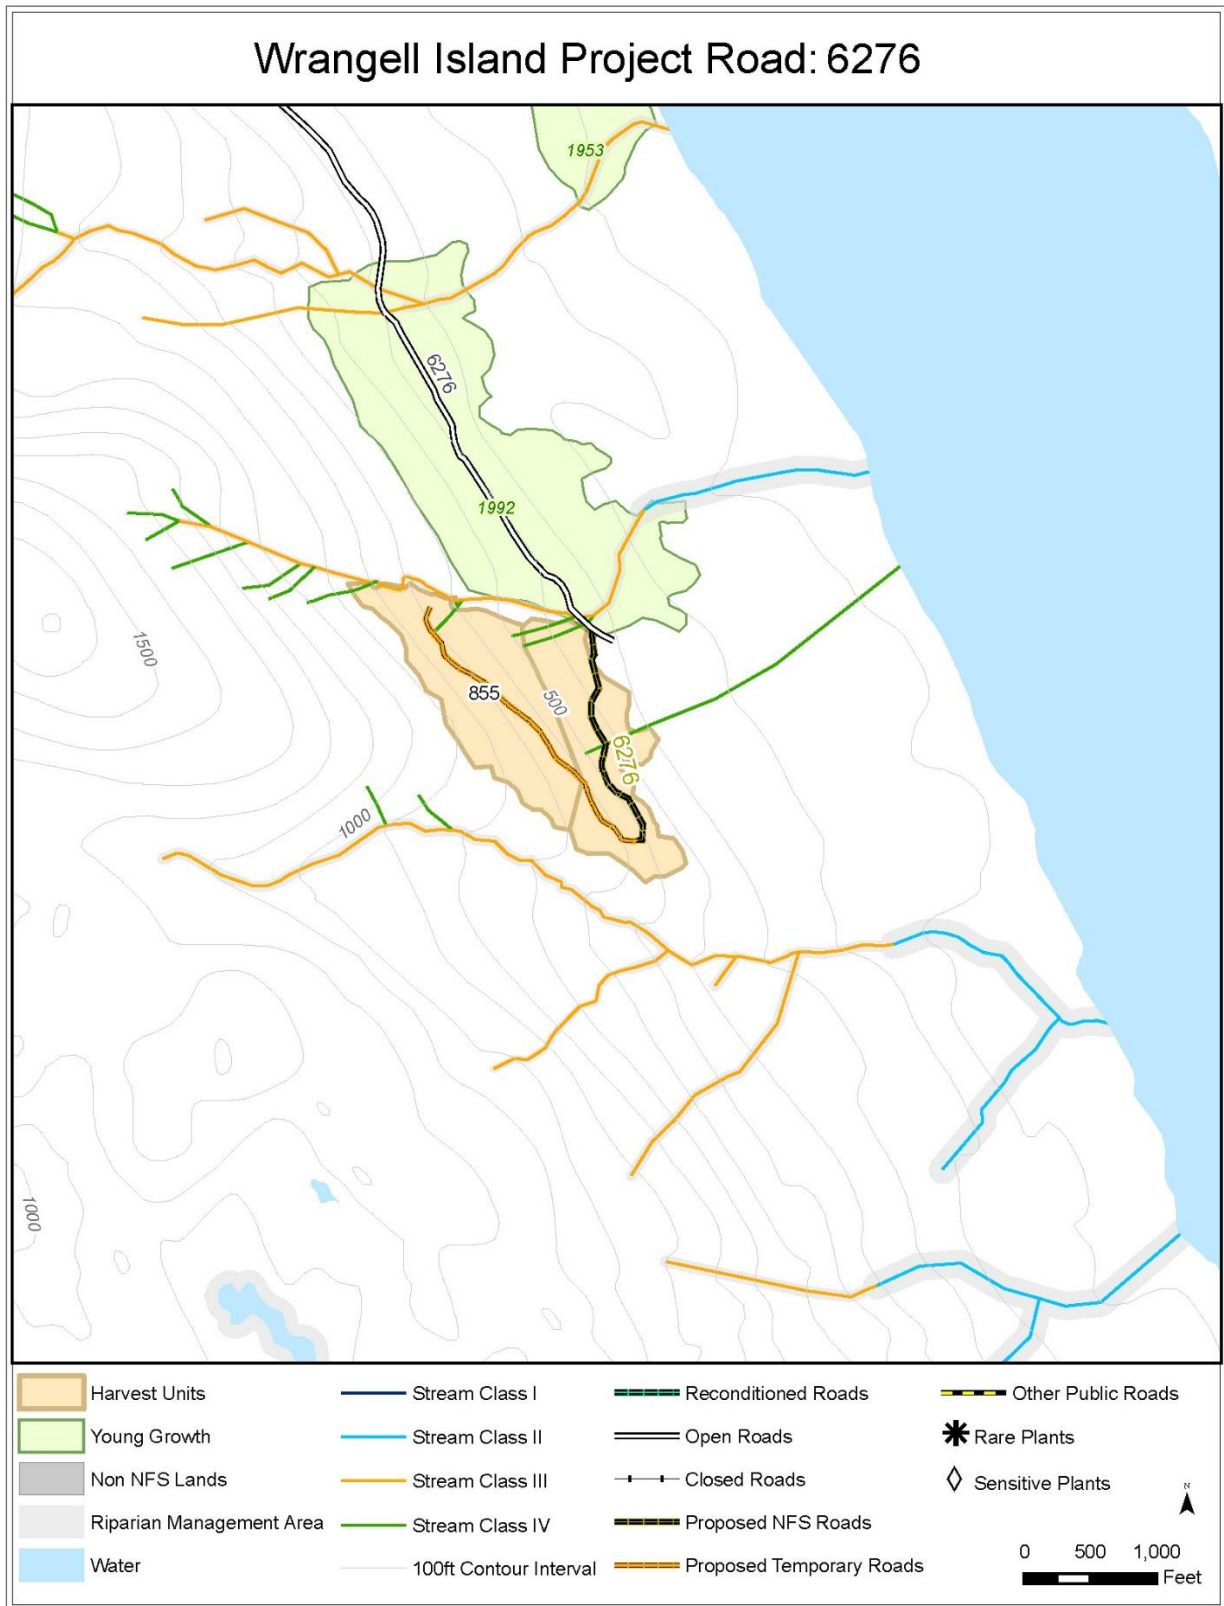 Wrangell Island Project Road: 6276
1953
6276
1992
1500
855
500
6276
1000
1000
Harvest Units
Young Growth
Non NFS Lands
Riparian Management Area
Water
Stream Class I
Stream Class II
Stream Class III
Stream Class IV
100ft Contour Interval
Reconditioned Roads
Open Roads
Closed Roads
Proposed NFS Roads
Proposed Temporary Roads
Other Public Roads
Rare Plants
Sensitive Plants
N
0 500 1,000
Feet